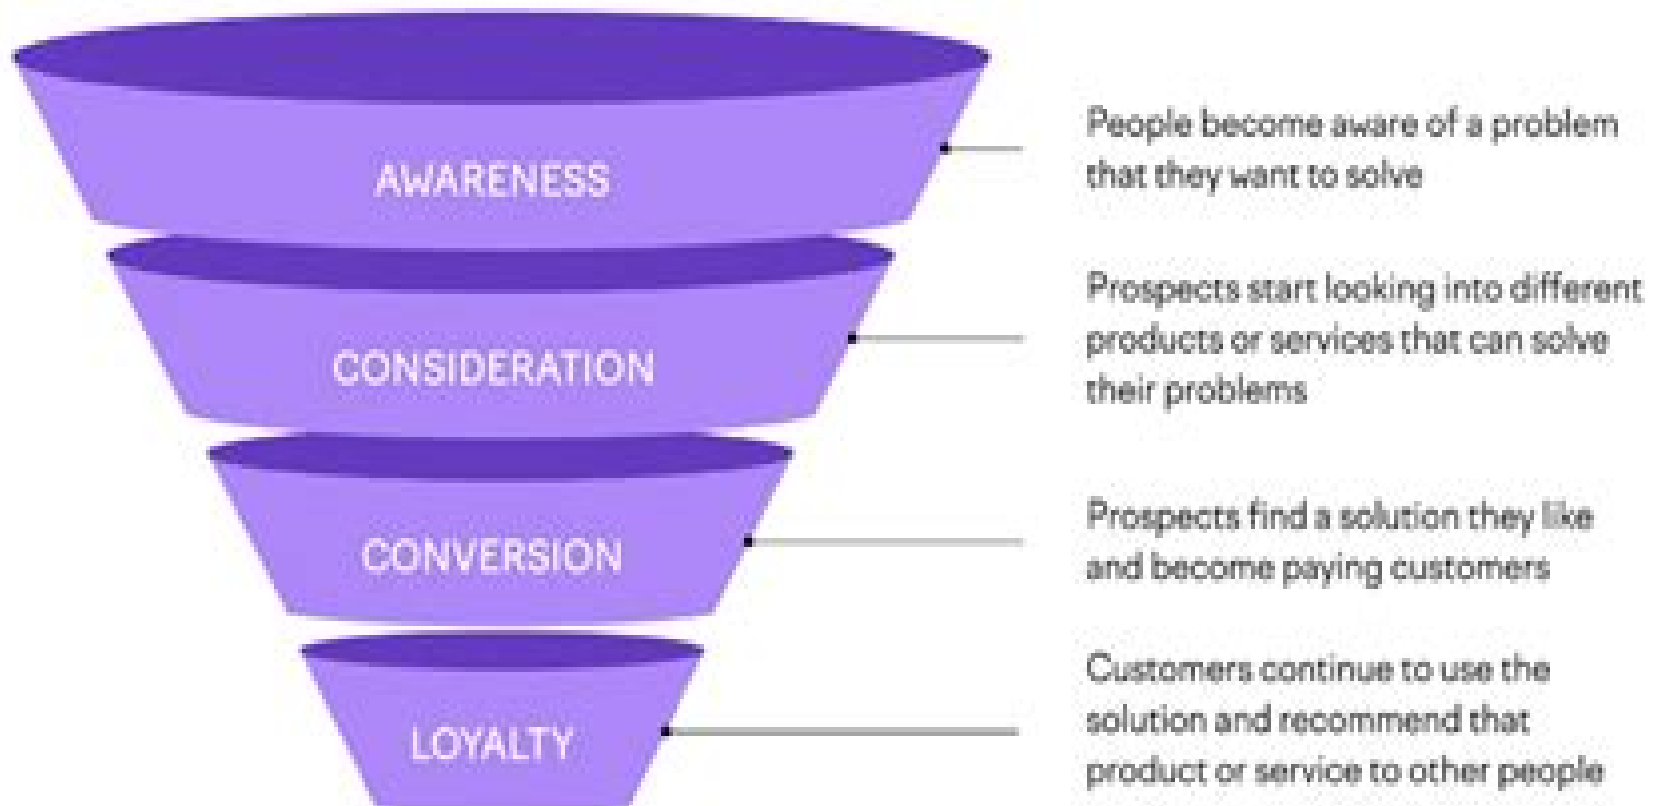 AWARENESS
People become aware of a problem
that they want to solve
CONSIDERATION
Prospects start looking into different
products or services that can solve
their problems
CONVERSION
Prospects find a solution they like
and become paying customers
LOYALTY
Customers continue to use the
solution and recommend that
product or service to other people